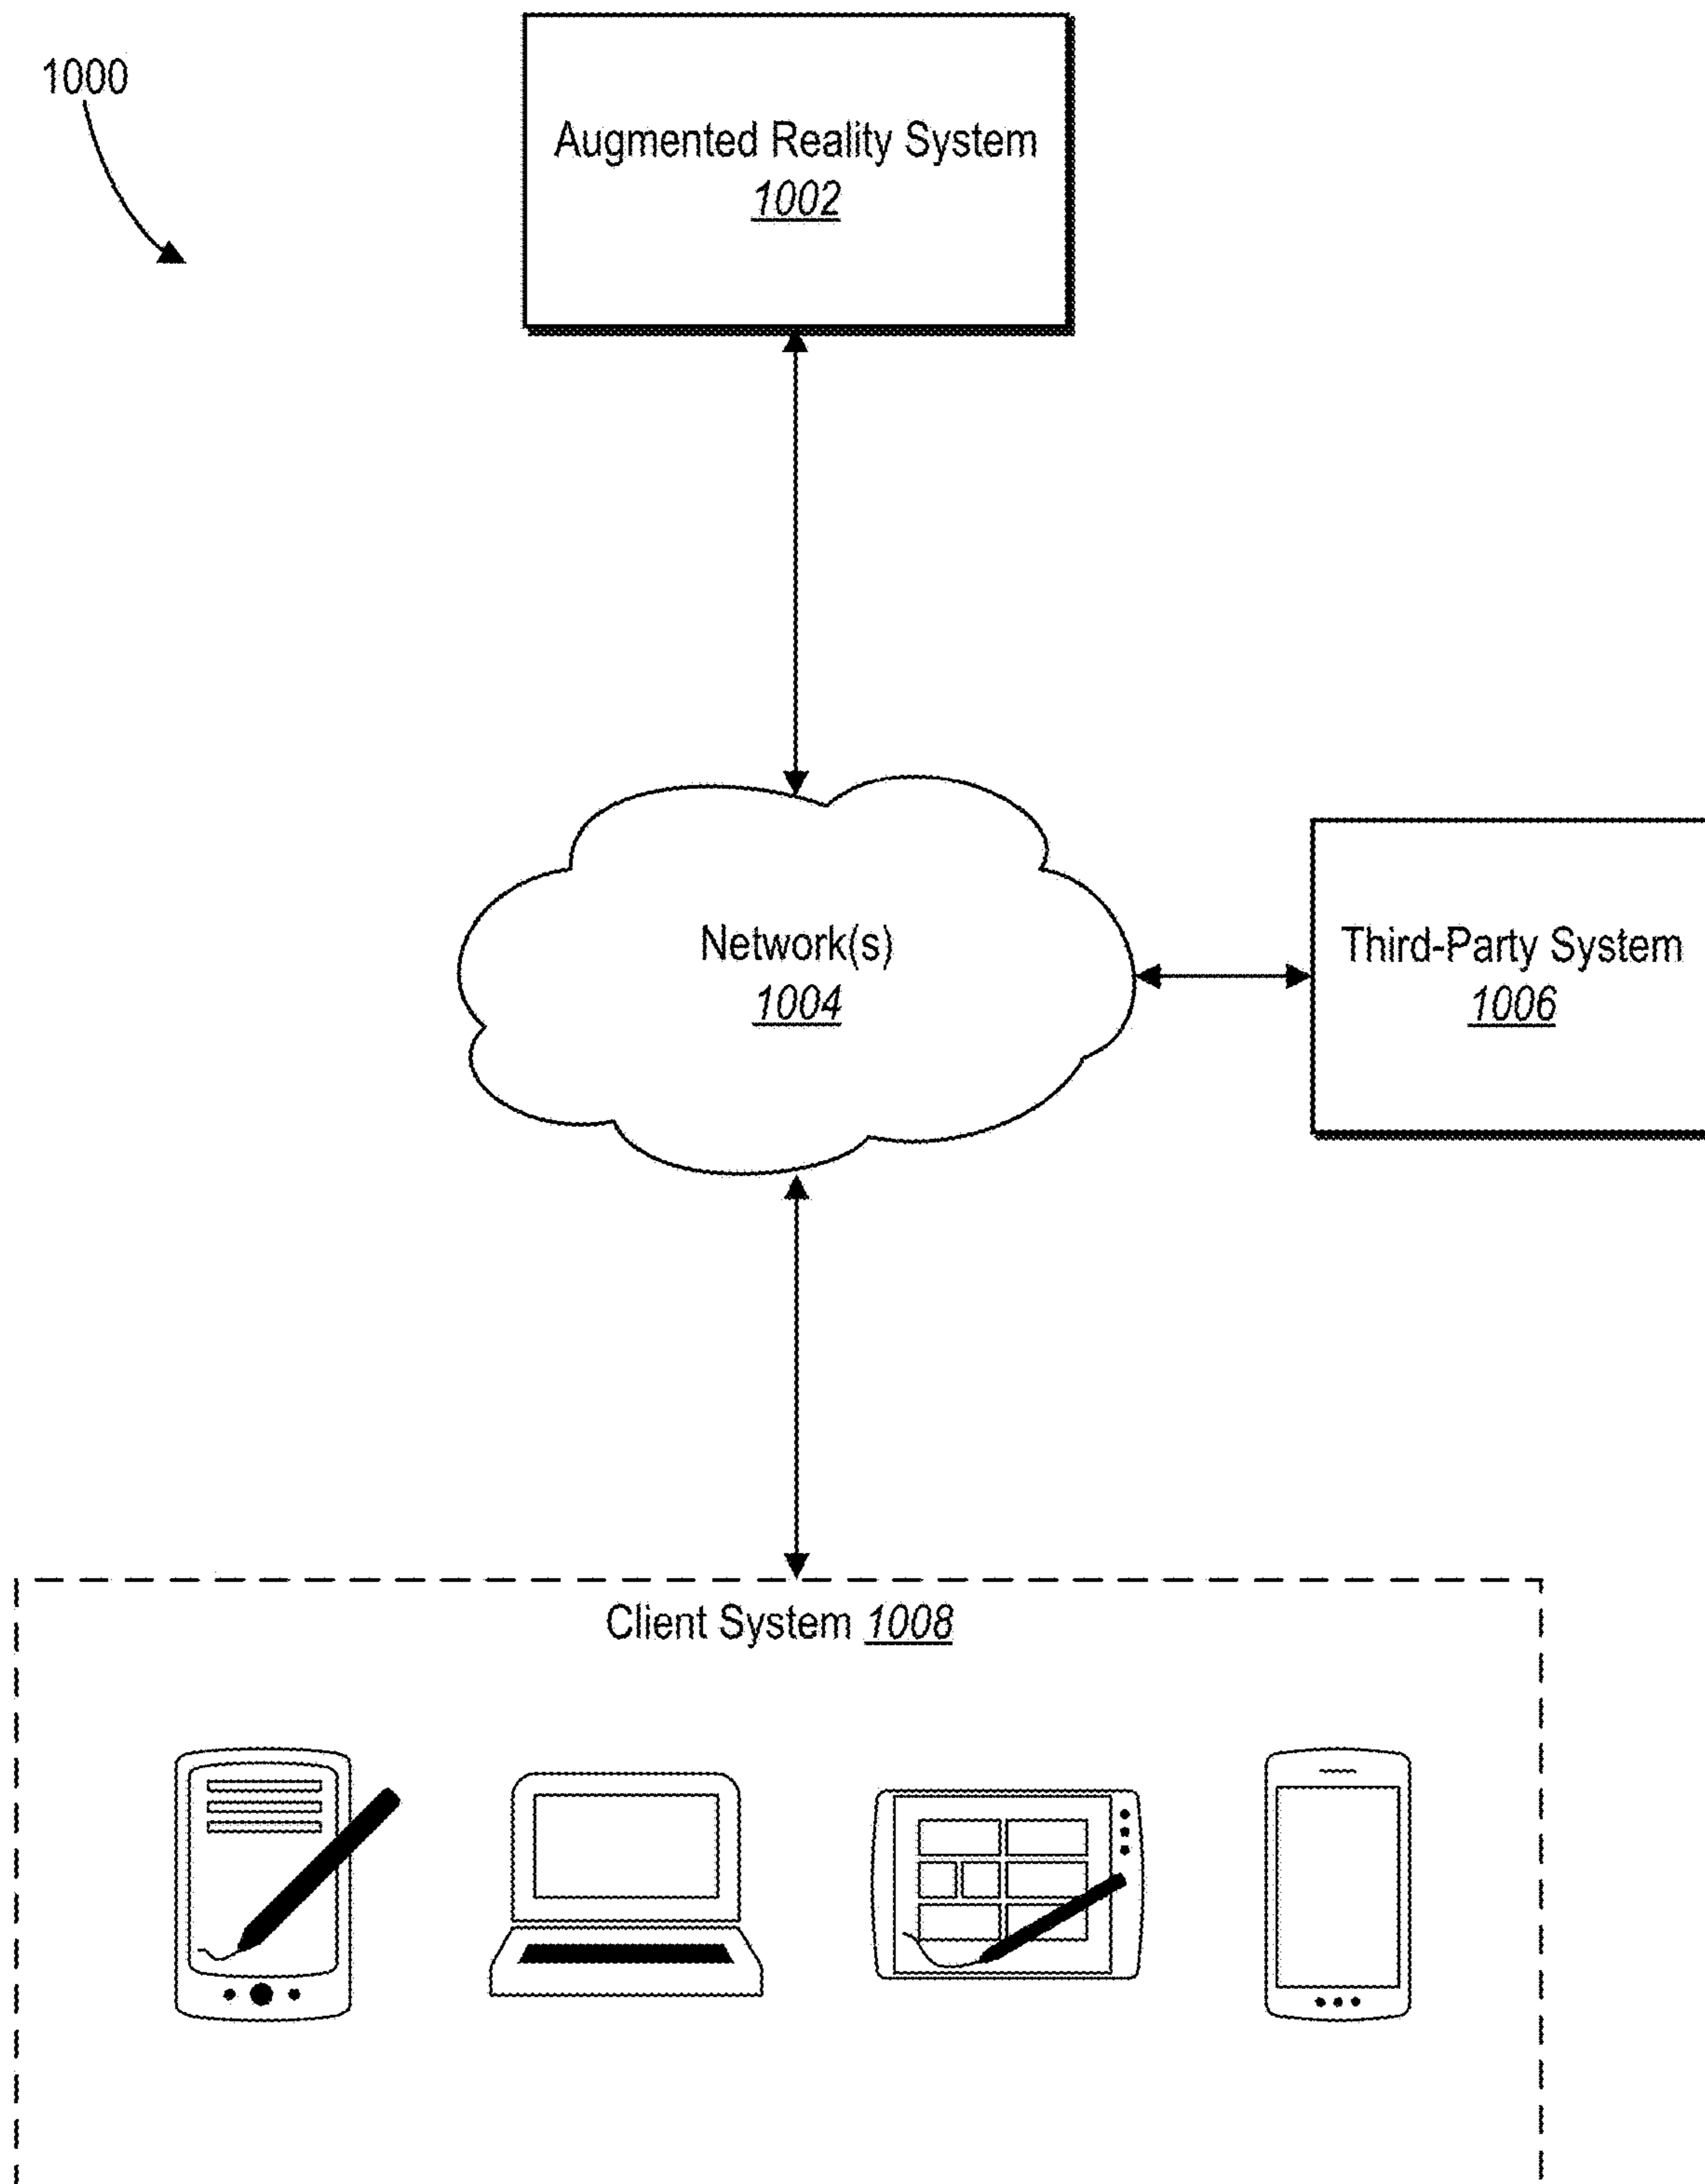 1000
Augmented Reality System
1002
Network(s)
1004
Third-Party System
1006
Client System 1008